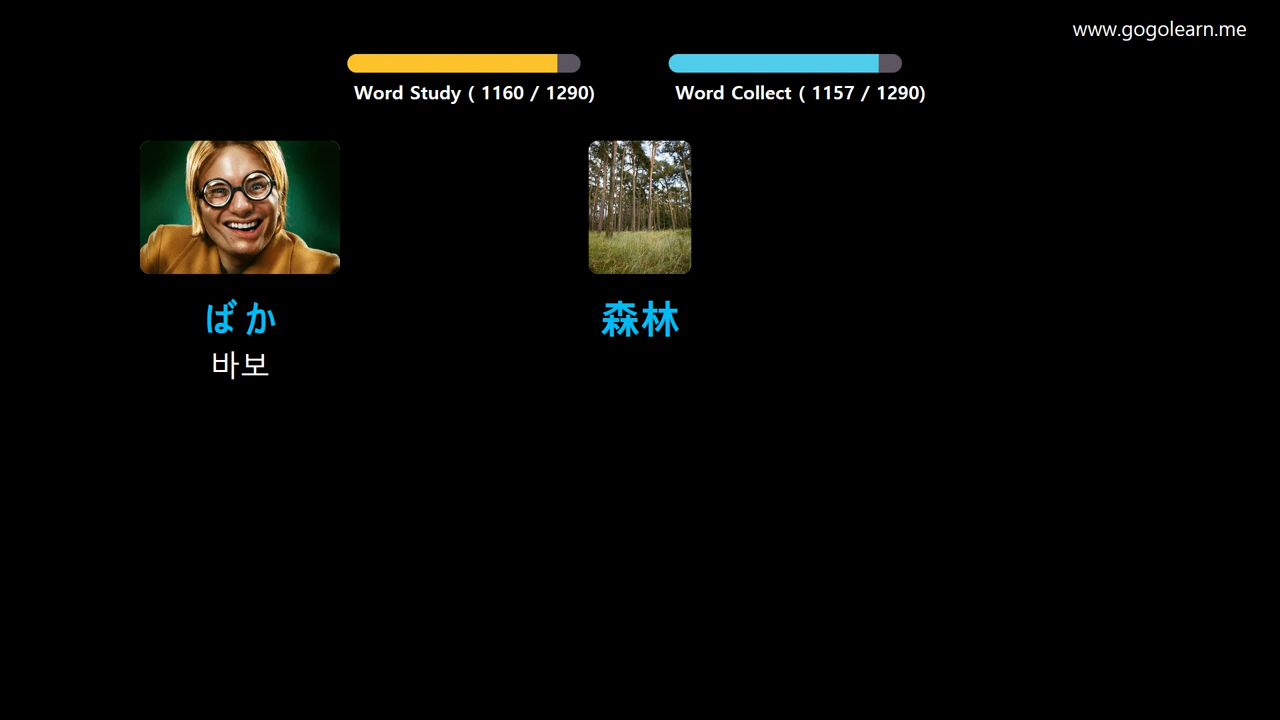 www.gogolearn.me
Word Study ( 1160 / 1290)
Word Collect ( 1157 / 1290)
ばか
바보
森林